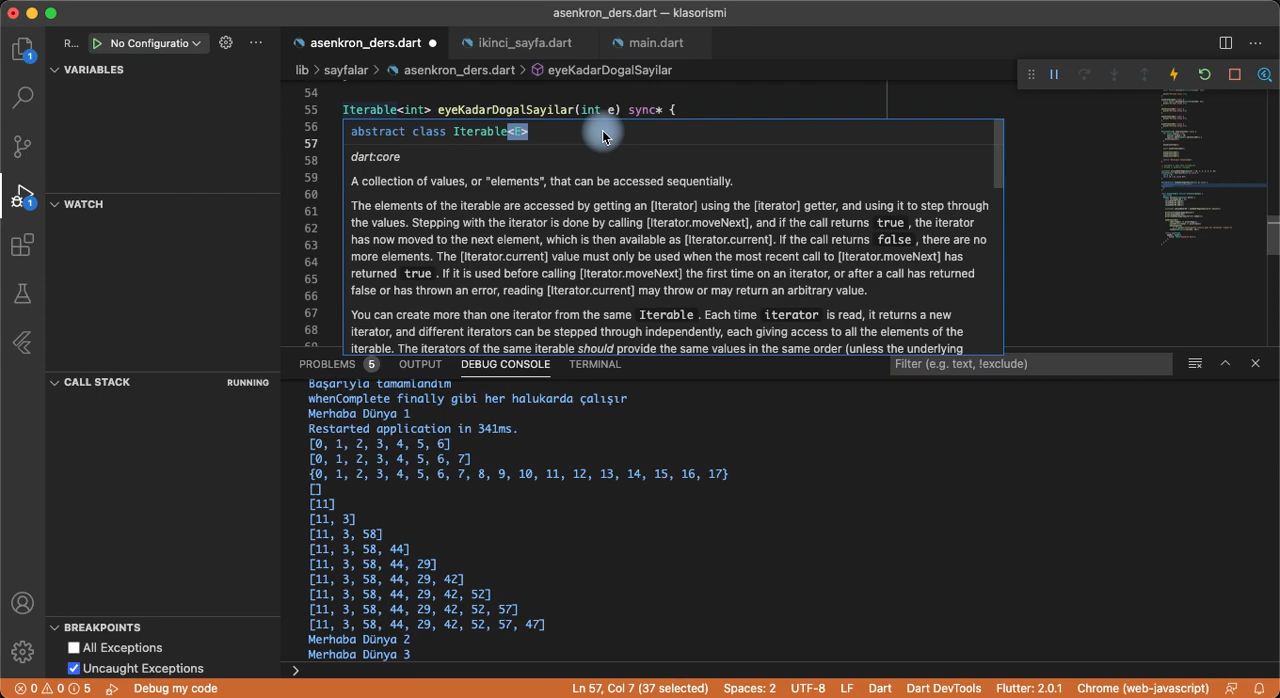 asenkron_ders.dart — klasorismi
R... No Configuratio
asenkron_ders.dart
ikinci_sayfa.dart
main.dart
VARIABLES
lib > sayfalar > asenkron_ders.dart > eyeKadarDogalSayilar
54
55 Iterable<int> eyeKadarDogalSayilar(int e) sync* {
56
57
58
59
60
61
62
63
64
65
66
67
68
69
abstract class Iterable<E>
dart:core
A collection of values, or "elements", that can be accessed sequentially.
The elements of the iterable are accessed by getting an [Iterator] using the [iterator] getter, and using it to step through
the values. Stepping with the iterator is done by calling [Iterator.moveNext], and if the call returns true , the iterator
has now moved to the next element, which is then available as [Iterator.current]. If the call returns false , there are no
more elements. The [Iterator.current] value must only be used when the most recent call to [Iterator.moveNext] has
returned true . If it is used before calling [Iterator.moveNext] the first time on an iterator, or after a call has returned
false or has thrown an error, reading [Iterator.current] may throw or may return an arbitrary value.
You can create more than one iterator from the same Iterable . Each time iterator is read, it returns a new
iterator, and different iterators can be stepped through independently, each giving access to all the elements of the
iterable. The iterators of the same iterable should provide the same values in the same order (unless the underlying
WATCH
CALL STACK RUNNING
BREAKPOINTS
All Exceptions
Uncaught Exceptions
PROBLEMS 5 OUTPUT DEBUG CONSOLE TERMINAL
Filter (e.g. text, !exclude)
Başarıyla tamamlandım
whenComplete finally gibi her halukarda çalışır
Merhaba Dünya 1
Restarted application in 341ms.
[0, 1, 2, 3, 4, 5, 6]
[0, 1, 2, 3, 4, 5, 6, 7]
{0, 1, 2, 3, 4, 5, 6, 7, 8, 9, 10, 11, 12, 13, 14, 15, 16, 17}
[]
[11]
[11, 3]
[11, 3, 58]
[11, 3, 58, 44]
[11, 3, 58, 44, 29]
[11, 3, 58, 44, 29, 42]
[11, 3, 58, 44, 29, 42, 52]
[11, 3, 58, 44, 29, 42, 52, 57]
[11, 3, 58, 44, 29, 42, 52, 57, 47]
Merhaba Dünya 2
Merhaba Dünya 3
>
0 0 5 Debug my code
Ln 57, Col 7 (37 selected) Spaces: 2 UTF-8 LF Dart Dart DevTools Flutter: 2.0.1 Chrome (web-javascript)
1
1